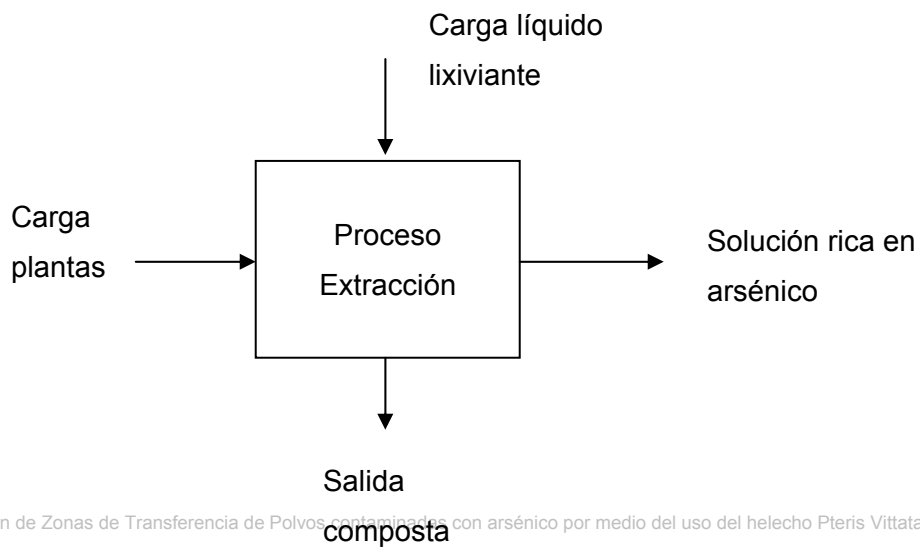 Carga líquido
lixiviante
Carga
plantas
Proceso
Extracción
Solución rica en
arsénico
Salida
composta
n de Zonas de Transferencia de Polvos contaminadas con arsénico por medio del uso del helecho Pteris Vittata